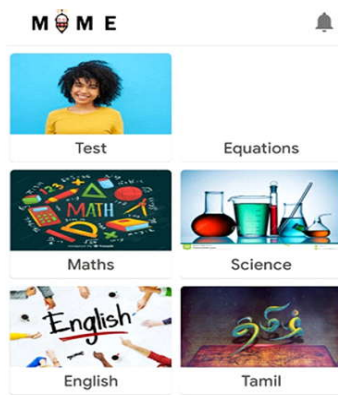 MOME
Test
Equations
MATH
Maths
Science
English
English
Tamil
தமிழ்